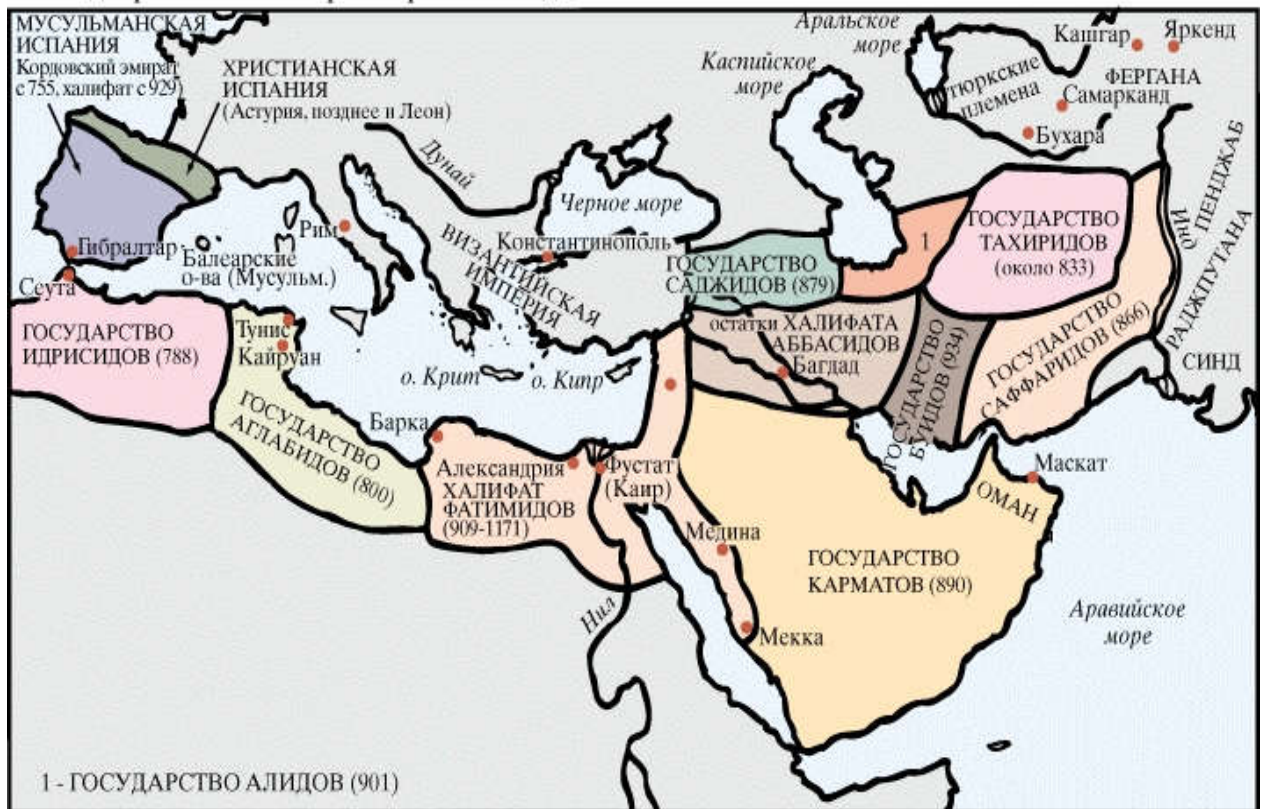 МУСУЛЬМАНСКАЯ
ИСПАНИЯ
Кордовский эмират
с 755, халифат с 929)
ХРИСТИАНСКАЯ
ИСПАНИЯ
(Астурия, позднее и Леон)
Дунай
Аральское
море
Каспийское
море
Кашгар
Яркенд
ФЕРГАНА
тюркские
племена
Самарканд
Бухара
ПЕНДЖАБ
Инд
РАДЖПУТАНА
СИНД
Черное море
Константинополь
ВИЗАНТИЙСКАЯ
ИМПЕРИЯ
Рим
Гибралтар
Балеарские
о-ва (Мусульм.)
Сеута
ГОСУДАРСТВО
ИДРИСИДОВ (788)
Тунис
Кайруан
ГОСУДАРСТВО
АГЛАБИДОВ (800)
о. Крит
о. Кипр
ГОСУДАРСТВО
САДЖИДОВ (879)
1
ГОСУДАРСТВО
ТАХИРИДОВ
(около 833)
остатки ХАЛИФАТА
АББАСИДОВ
Багдад
ГОСУДАРСТВО
БУИДОВ (934)
ГОСУДАРСТВО
САФФАРИДОВ (866)
Барка
Александрия
ХАЛИФАТ
ФАТИМИДОВ
(909-1171)
Фустат
(Каир)
Маскат
ОМАН
Медина
ГОСУДАРСТВО
КАРМАТОВ (890)
Мекка
Нил
Аравийское
море
1 - ГОСУДАРСТВО АЛИДОВ (901)